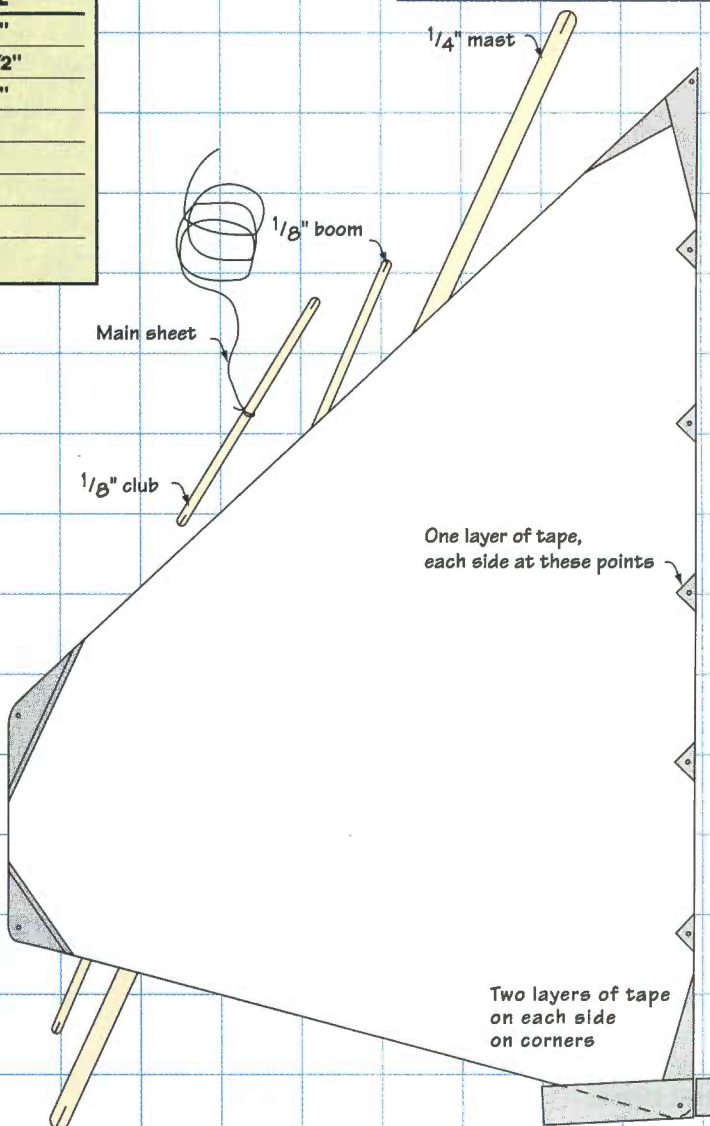 1/4" mast
1/8" boom
Main sheet
1/8" club
One layer of tape,
each side at these points
Two layers of tape
on each side
on corners